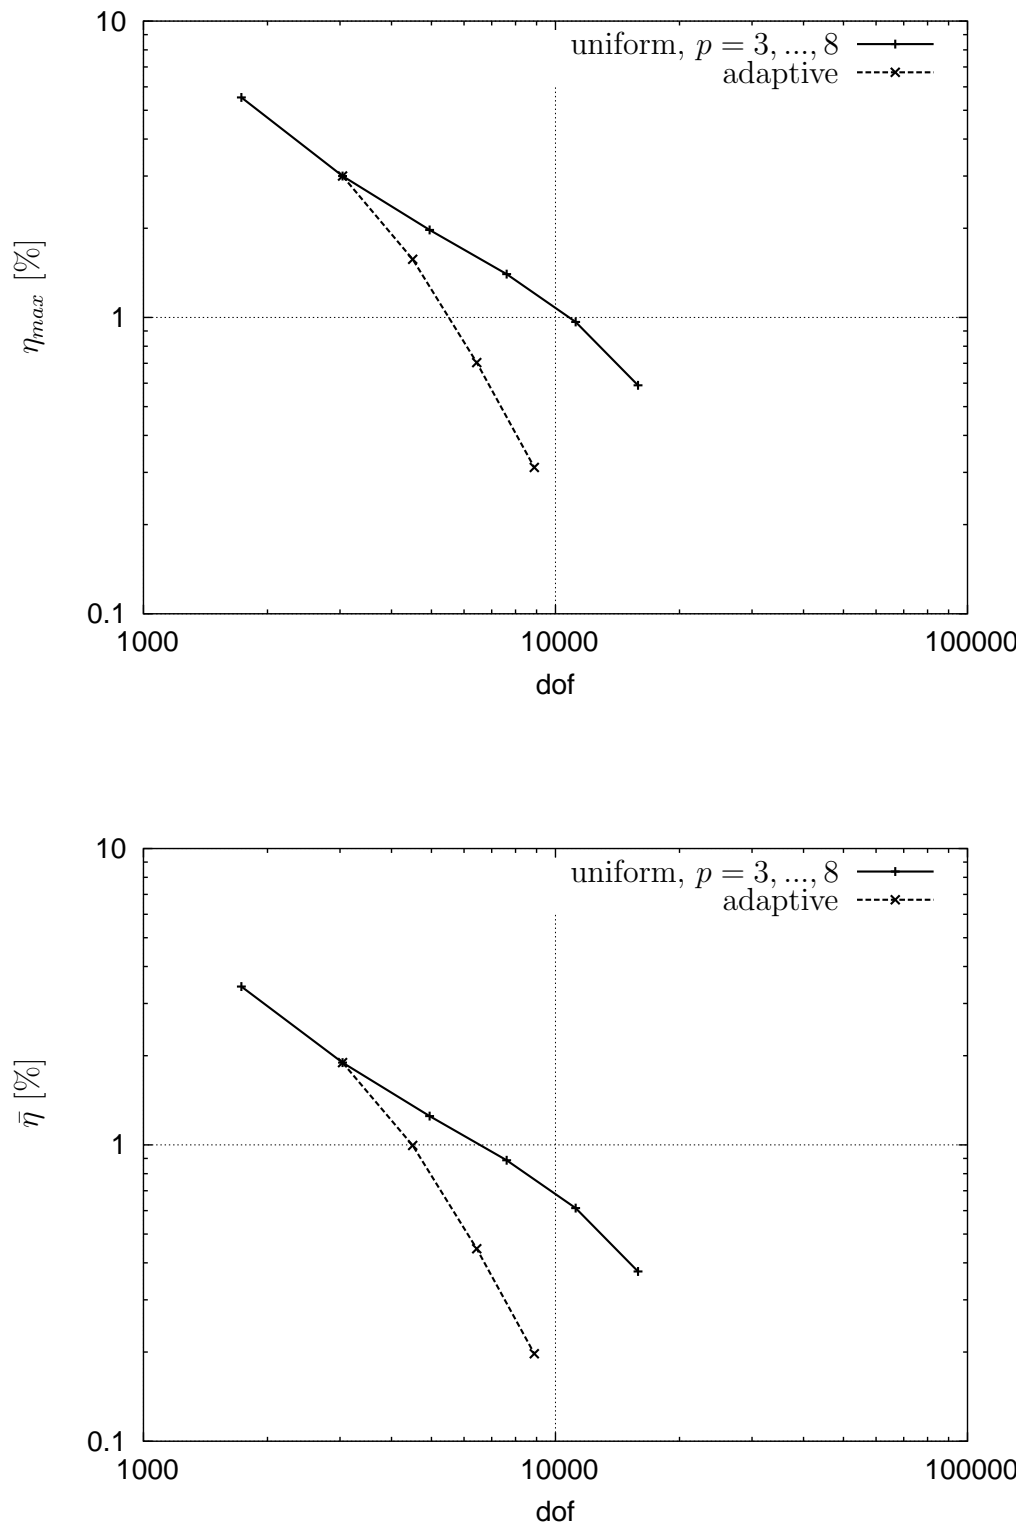 10
uniform, p = 3, ..., 8
adaptive
η_max [%]
1
0.1
1000
10000
100000
dof
10
uniform, p = 3, ..., 8
adaptive
η̄ [%]
1
0.1
1000
10000
100000
dof